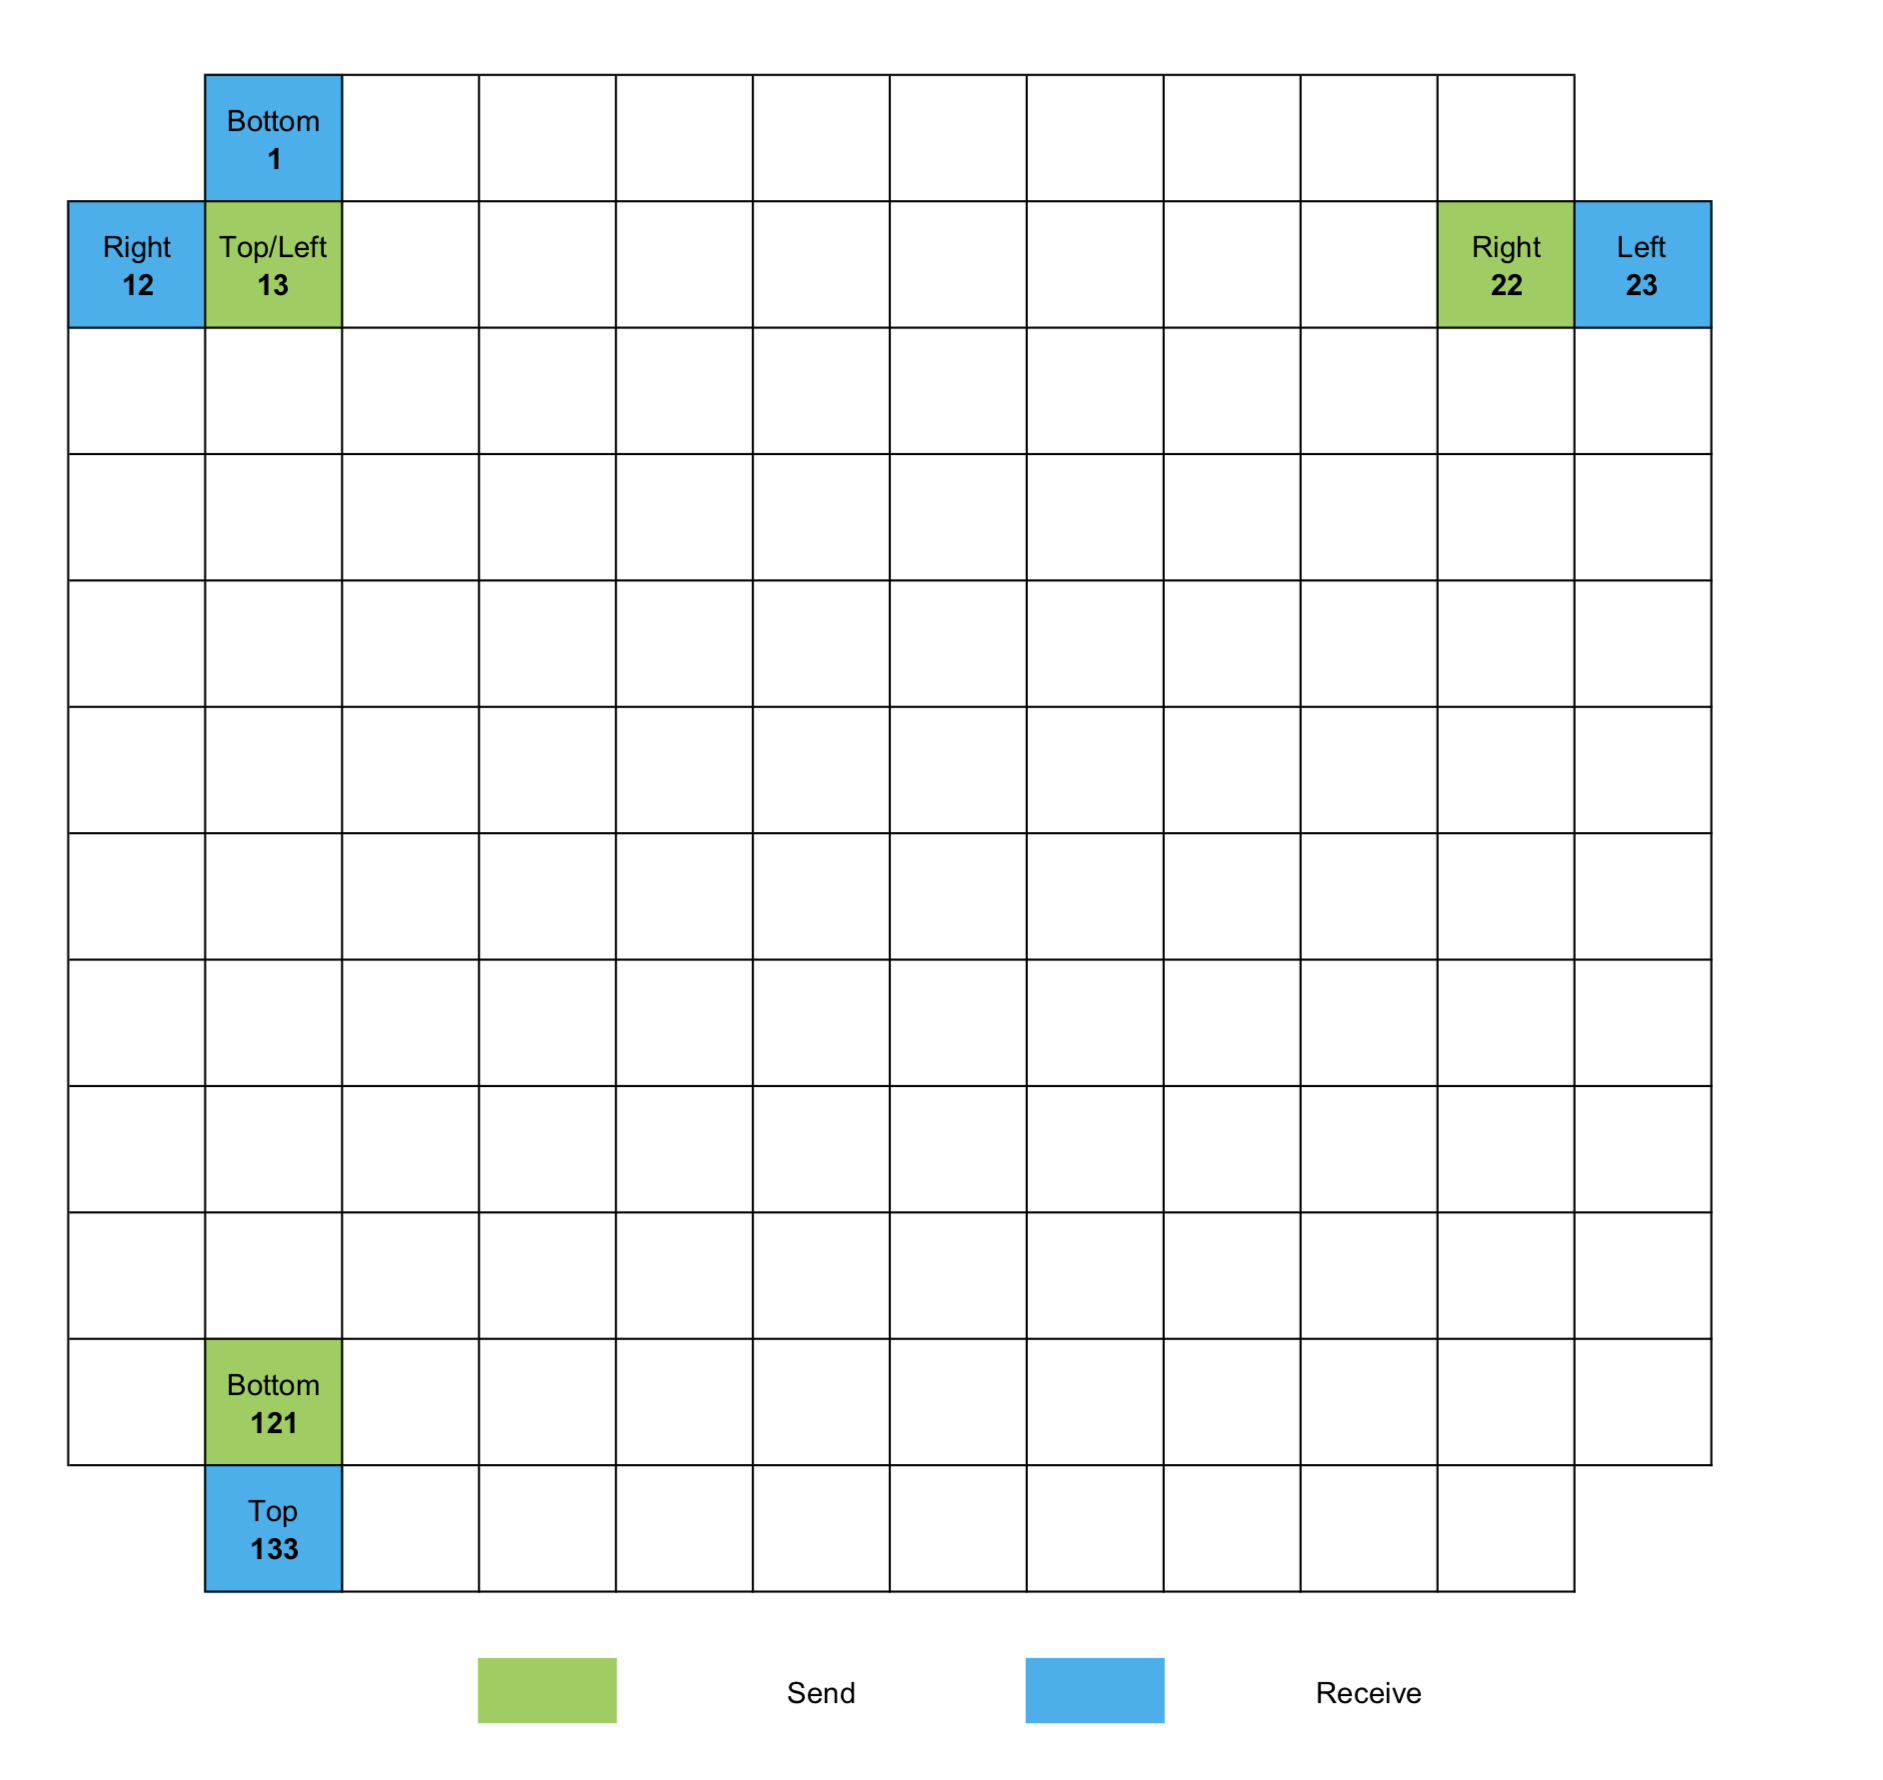 Bottom
1
Right
12
Top/Left
13
Right
22
Left
23
Bottom
121
Top
133
Send
Receive